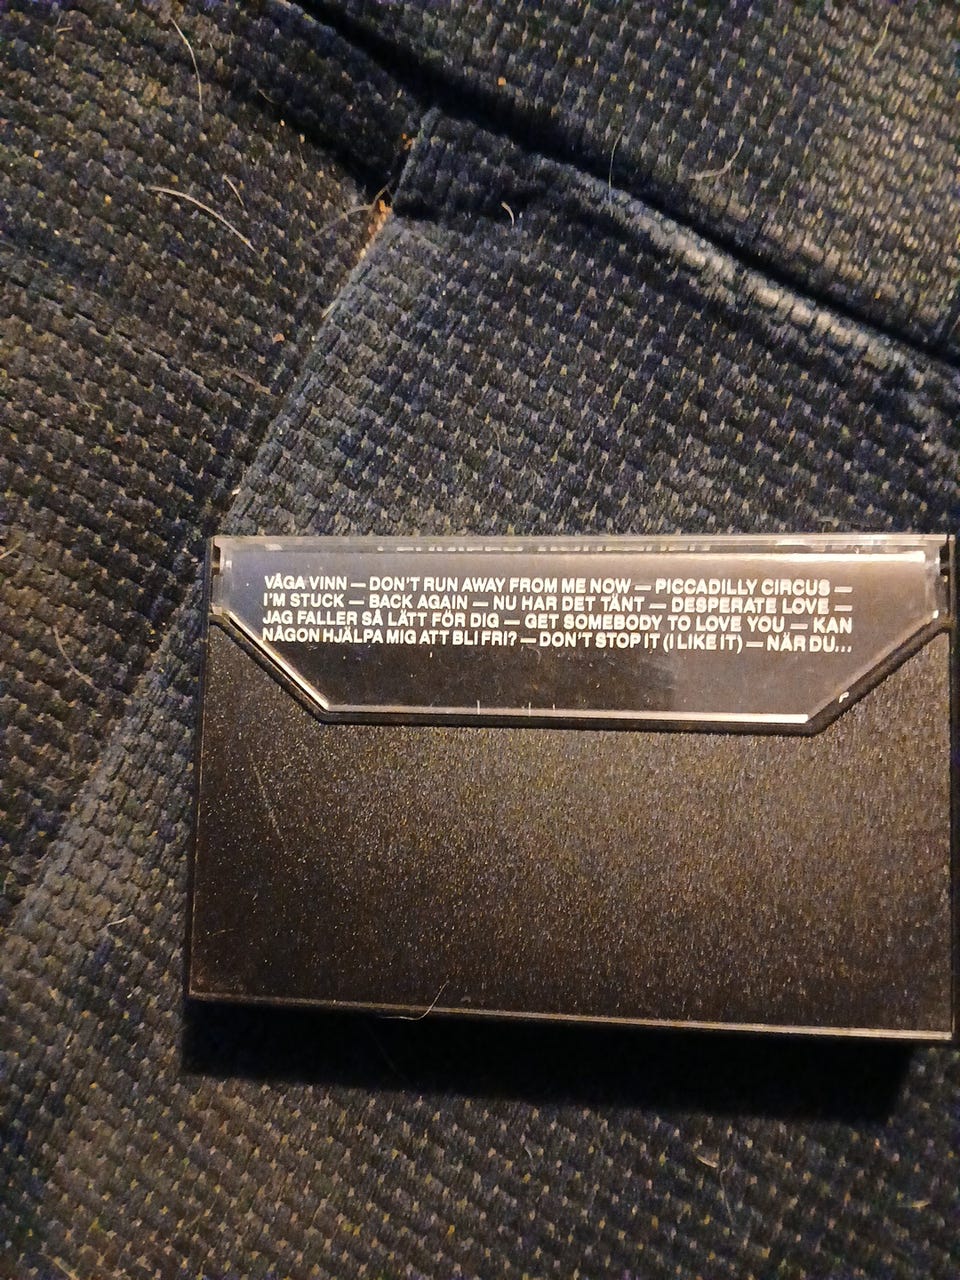 VÅGA VINN — DON'T RUN AWAY FROM ME NOW — PICCADILLY CIRCUS —
I'M STUCK — BACK AGAIN — NU HAR DET TÄNT — DESPERATE LOVE —
JAG FALLER SÅ LÄTT FÖR DIG — GET SOMEBODY TO LOVE YOU — KAN
NÅGON HJÄLPA MIG ATT BLI FRI? — DON'T STOP IT (I LIKE IT) — NÄR DU...